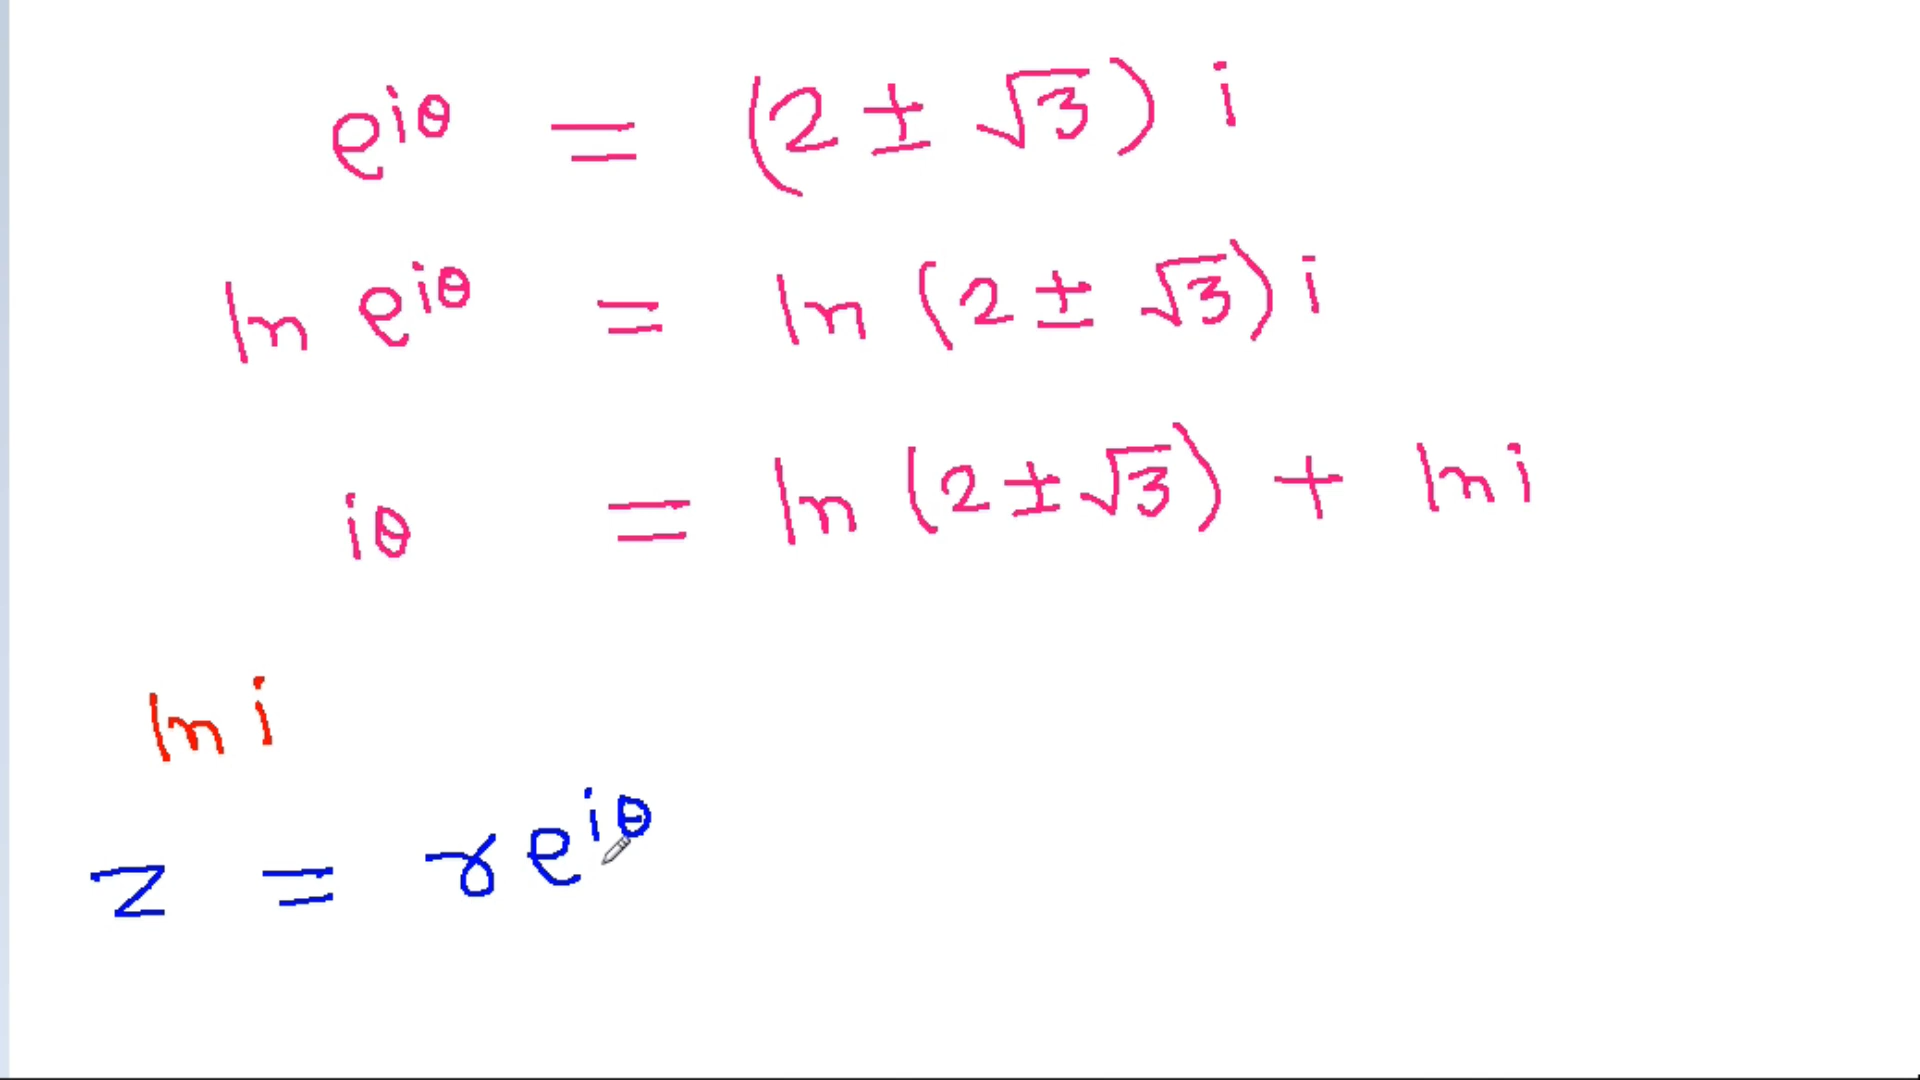 e^{iθ} = (2 ± √3) i
ln e^{iθ} = ln (2 ± √3) i
iθ = ln (2 ± √3) + ln i
ln i
z = r e^{iθ}